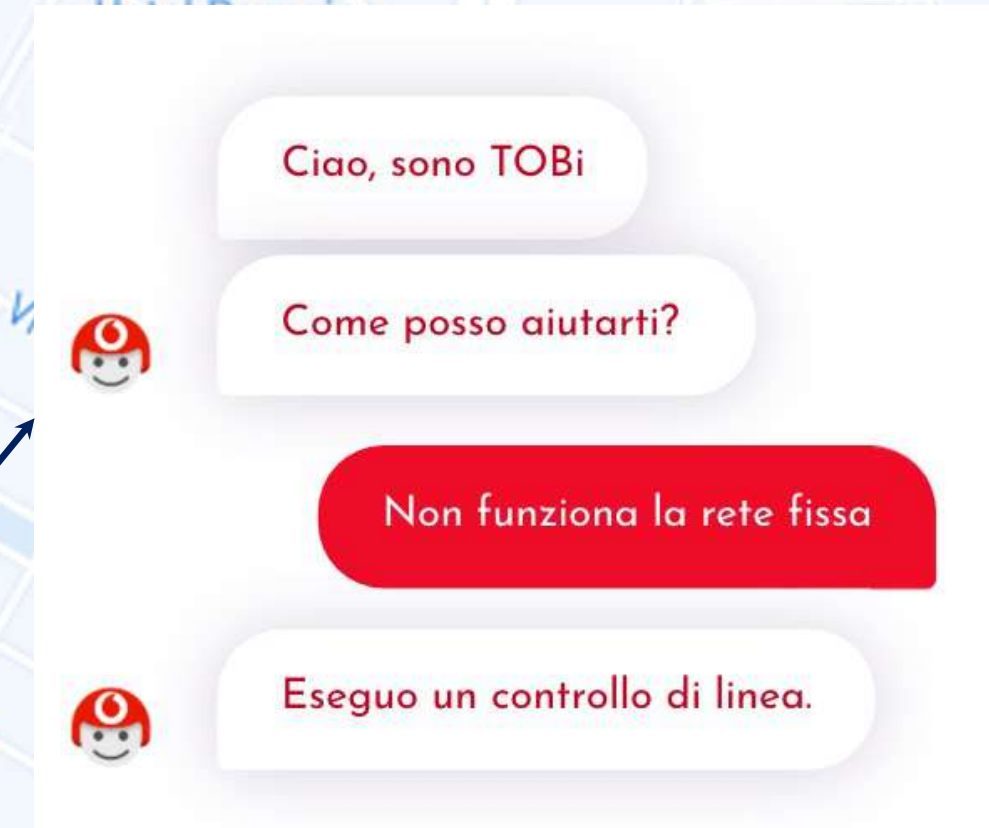 Ciao, sono TOBi
Come posso aiutarti?
Non funziona la rete fissa
Eseguo un controllo di linea.